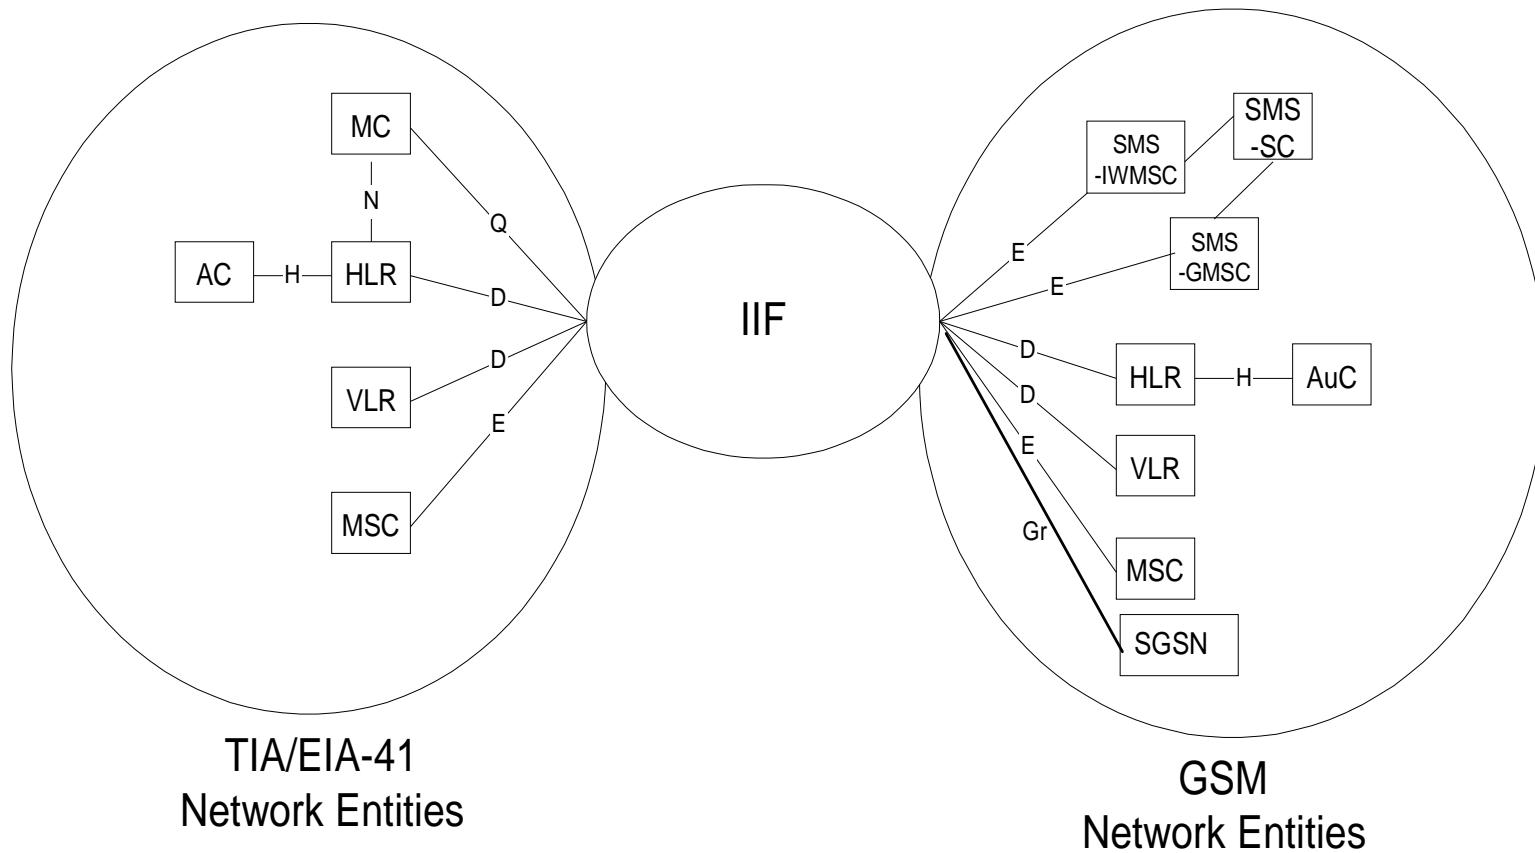 MC
N
Q
AC
H
HLR
D
D
VLR
E
MSC
TIA/EIA-41
Network Entities
IIF
SMS
-SC
SMS
-IWMSC
E
SMS
-GMSC
E
D
HLR
H
AuC
D
E
VLR
Gr
MSC
SGSN
GSM
Network Entities